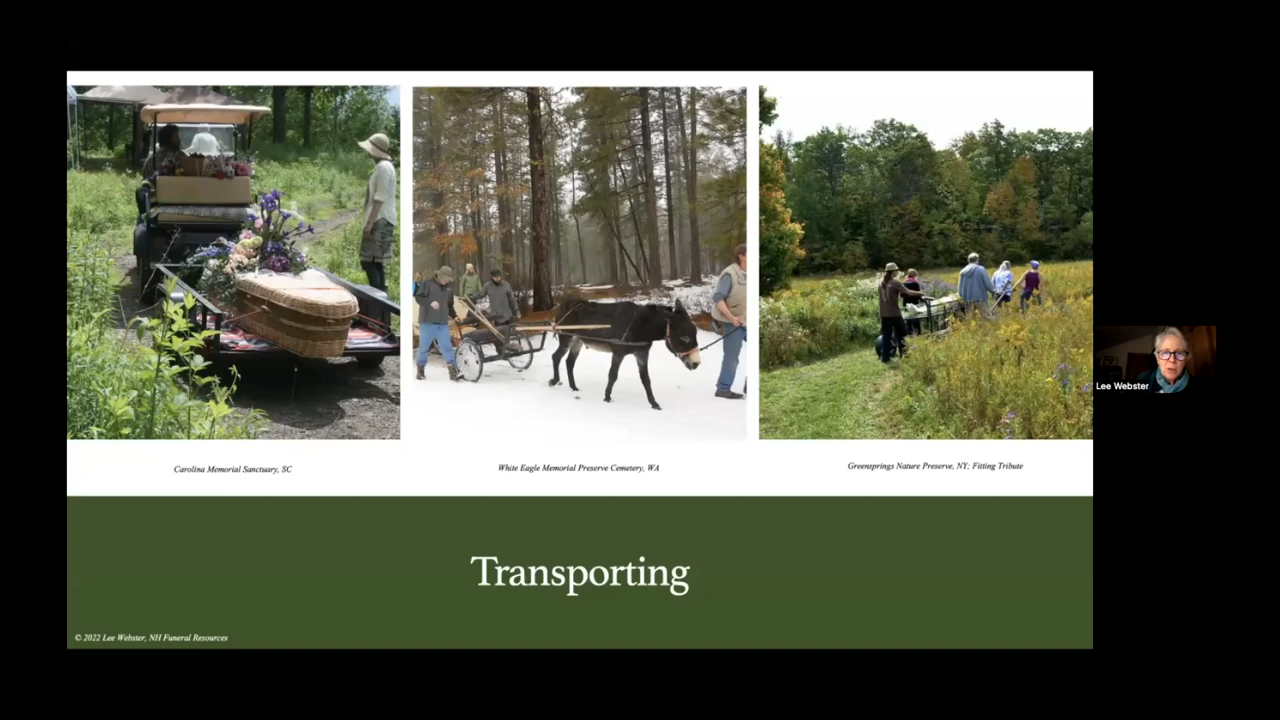 Carolina Memorial Sanctuary, SC
White Eagle Memorial Preserve Cemetery, WA
Greensprings Nature Preserve, NY; Fitting Tribute
Lee Webster
Transporting
© 2022 Lee Webster, NH Funeral Resources